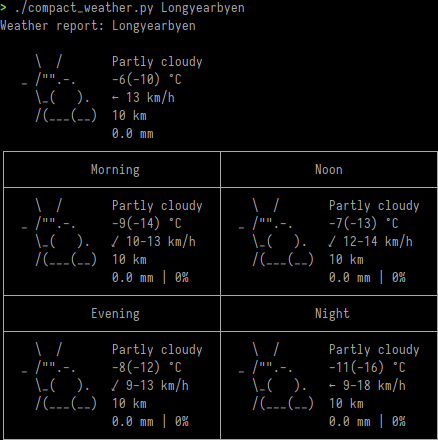 > ./compact_weather.py Longyearbyen
Weather report: Longyearbyen
\  /       Partly cloudy
_ /"".-.     -6(-10) °C
\_(   ).   ← 13 km/h
/(___(__)  10 km
0.0 mm
Morning Noon
\  /       Partly cloudy      \  /       Partly cloudy
_ /"".-.     -9(-14) °C      _ /"".-.     -7(-13) °C
\_(   ).   ↙ 10-13 km/h      \_(   ).   ↙ 12-14 km/h
/(___(__)  10 km      /(___(__)  10 km
0.0 mm | 0%      0.0 mm | 0%
Evening Night
\  /       Partly cloudy      \  /       Partly cloudy
_ /"".-.     -8(-12) °C      _ /"".-.     -11(-16) °C
\_(   ).   ↙ 9-13 km/h      \_(   ).   ← 9-18 km/h
/(___(__)  10 km      /(___(__)  10 km
0.0 mm | 0%      0.0 mm | 0%